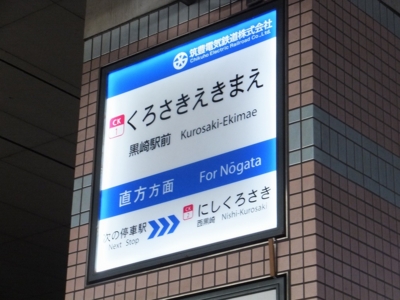 筑豊電気鉄道株式会社
Chikuho Electric Railroad Co.,Ltd.
CK
1
くろさきえきまえ
黒崎駅前 Kurosaki-Ekimae
直方方面 For Nōgata
次の停車駅
Next Stop
にしくろさき
西黒崎 Nishi-Kurosaki